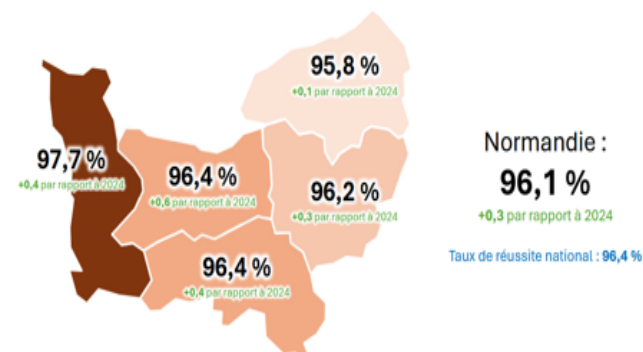 95,8 %
+0,1 par rapport à 2024
97,7 %
+0,4 par rapport à 2024
96,4 %
+0,6 par rapport à 2024
96,2 %
+0,3 par rapport à 2024
96,4 %
+0,4 par rapport à 2024
Normandie :
96,1 %
+0,3 par rapport à 2024
Taux de réussite national : 96,4 %